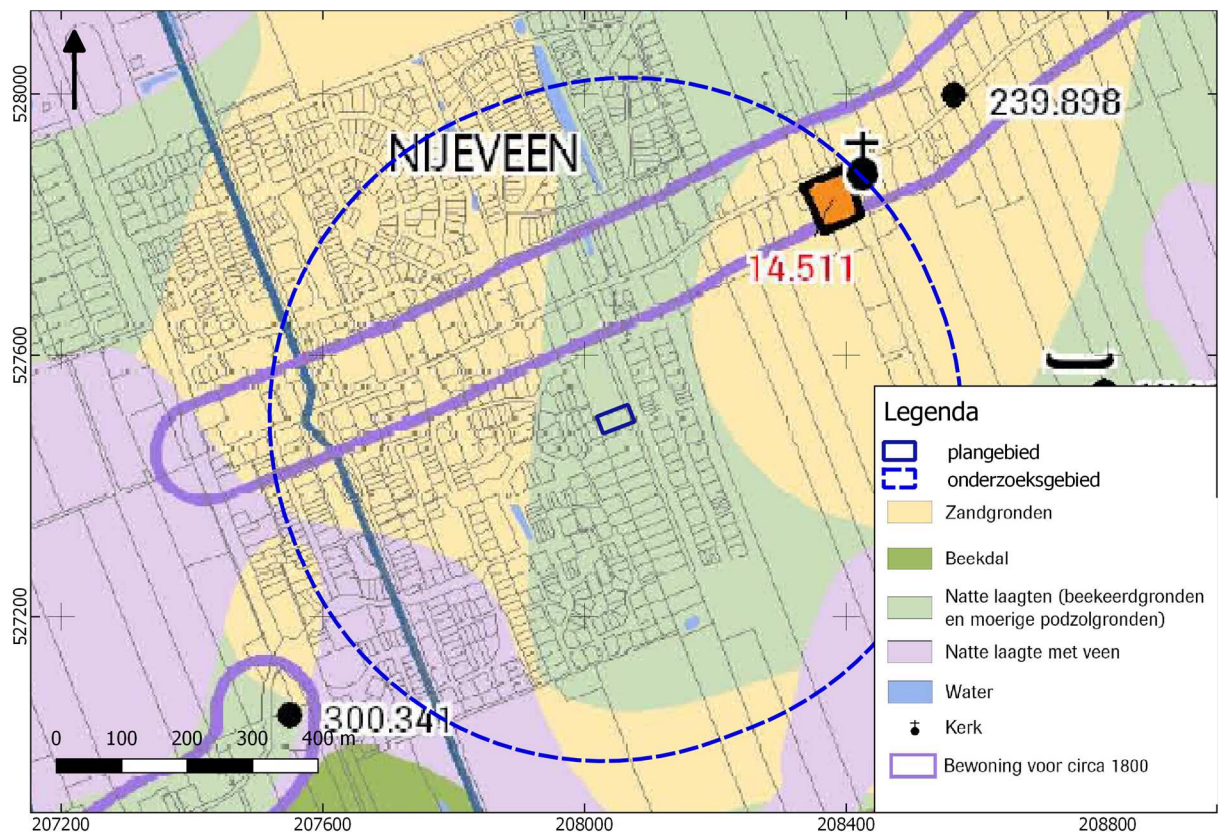 528000
527600
527200
NIJEVEEN
239.898
14.511
300.341
0 100 200 300 400 m
207200 207600 208000 208400 208800
Legenda
plangebied
onderzoeksgebied
Zandgronden
Beekdal
Natte laagten (beekeerdgronden
en moerige podzolgronden)
Natte laagte met veen
Water
Kerk
Bewoning voor circa 1800